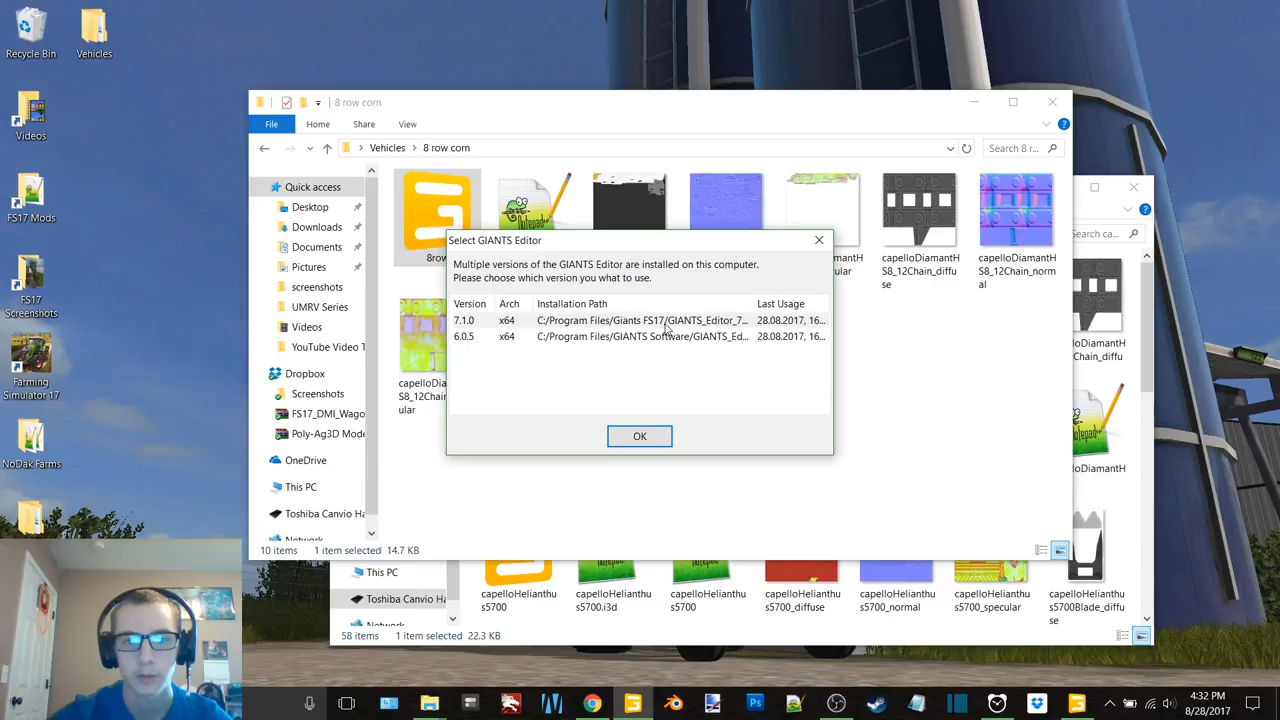 Recycle Bin
Vehicles
Videos
FS17 Mods
FS17
Screenshots
Farming
Simulator 17
NoDak Farms
8 row corn
File
Home
Share
View
Vehicles
8 row corn
Search 8 r...
Quick access
Desktop
Downloads
Documents
Pictures
screenshots
UMRV Series
Videos
YouTube Video T
Dropbox
Screenshots
FS17_DMI_Wago
Poly-Ag3D Mode
OneDrive
This PC
Toshiba Canvio Ha
Network
8row
capelloDiamantH
S8_12Chain_diffu
se
capelloDiamantH
S8_12Chain_norm
al
capelloDia
S8_12Chain
ular
10 items
1 item selected
14.7 KB
Select GIANTS Editor
Multiple versions of the GIANTS Editor are installed on this computer.
Please choose which version you what to use.
Version
Arch
Installation Path
Last Usage
7.1.0
x64
C:/Program Files/Giants FS17/GIANTS_Editor_7...
28.08.2017, 16...
6.0.5
x64
C:/Program Files/GIANTS Software/GIANTS_Ed...
28.08.2017, 16...
OK
earch ca...
oDiamantH
Chain_diffu
oDiamantH
This PC
Toshiba Canvio Ha
Network
capelloHelianthu
s5700
capelloHelianthu
s5700.i3d
capelloHelianthu
s5700
capelloHelianthu
s5700_diffuse
capelloHelianthu
s5700_normal
capelloHelianthu
s5700_specular
capelloHelianthu
s5700Blade_diffu
se
58 items
1 item selected
22.3 KB
4:32 PM
8/28/2017